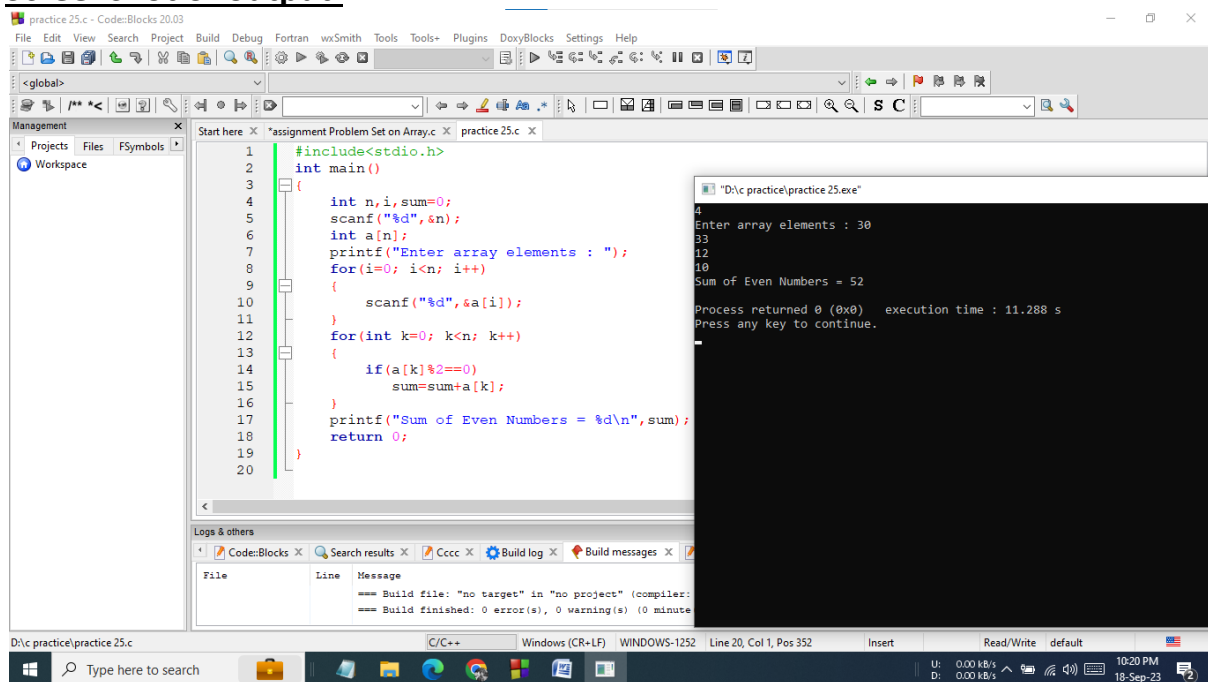 practice 25.c - Code::Blocks 20.03
File Edit View Search Project Build Debug Fortran wxSmith Tools Tools+ Plugins DoxyBlocks Settings Help
<global>
/** *< S C
Management
Projects Files FSymbols
Workspace
Start here *assignment Problem Set on Array.c practice 25.c
1 #include<stdio.h>
2 int main()
3 {
4 int n,i,sum=0;
5 scanf("%d",&n);
6 int a[n];
7 printf("Enter array elements : ");
8 for(i=0; i<n; i++)
9 {
10 scanf("%d",&a[i]);
11 }
12 for(int k=0; k<n; k++)
13 {
14 if(a[k]%2==0)
15 sum=sum+a[k];
16 }
17 printf("Sum of Even Numbers = %d\n",sum);
18 return 0;
19 }
20
"D:\c practice\practice 25.exe"
4
Enter array elements : 30
33
12
10
Sum of Even Numbers = 52
Process returned 0 (0x0) execution time : 11.288 s
Press any key to continue.
Logs & others
Code::Blocks Search results Cccc Build log Build messages
File Line Message
=== Build file: "no target" in "no project" (compiler:
=== Build finished: 0 error(s), 0 warning(s) (0 minute
D:\c practice\practice 25.c C/C++ Windows (CR+LF) WINDOWS-1252 Line 20, Col 1, Pos 352 Insert Read/Write default
Type here to search
U: 0.00 kB/s
D: 0.00 kB/s
10:20 PM
18-Sep-23
2